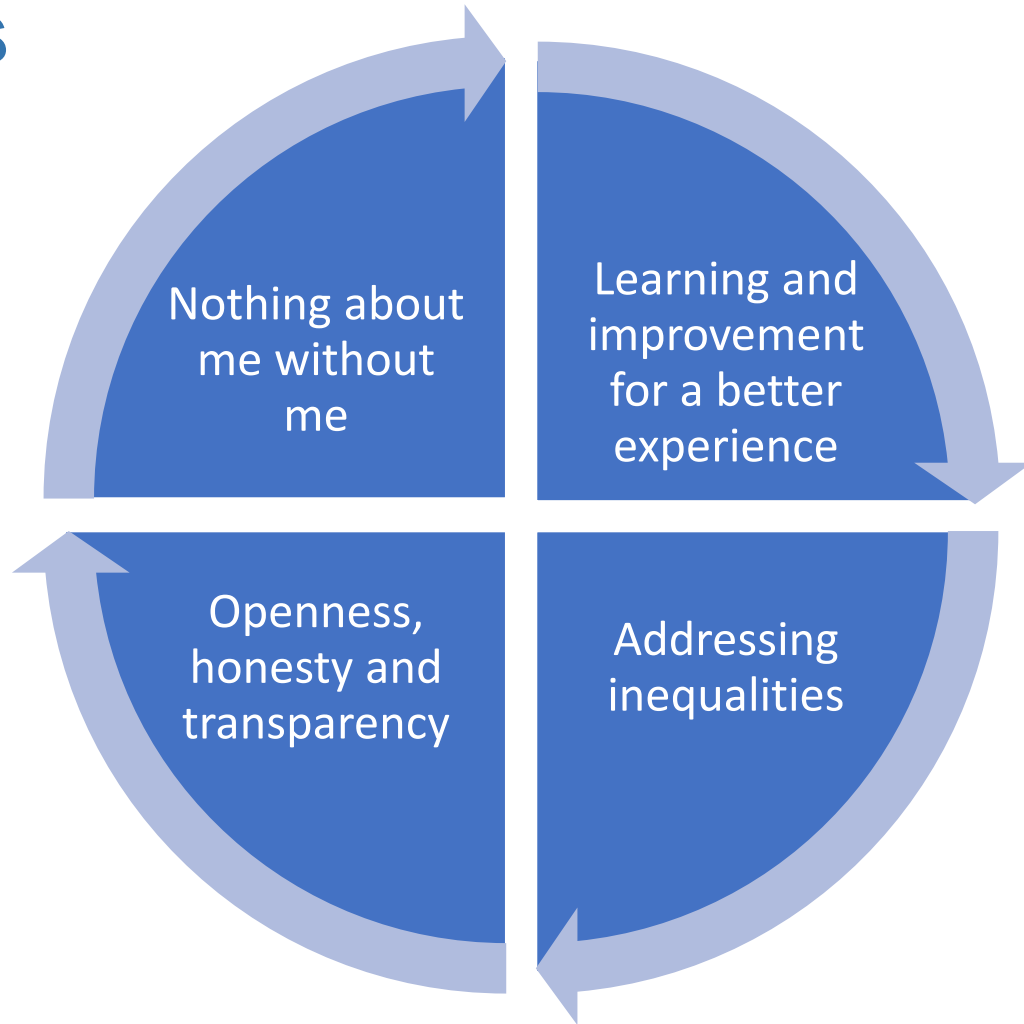 s
Nothing about
me without
me
Learning and
improvement
for a better
experience
Openness,
honesty and
transparency
Addressing
inequalities